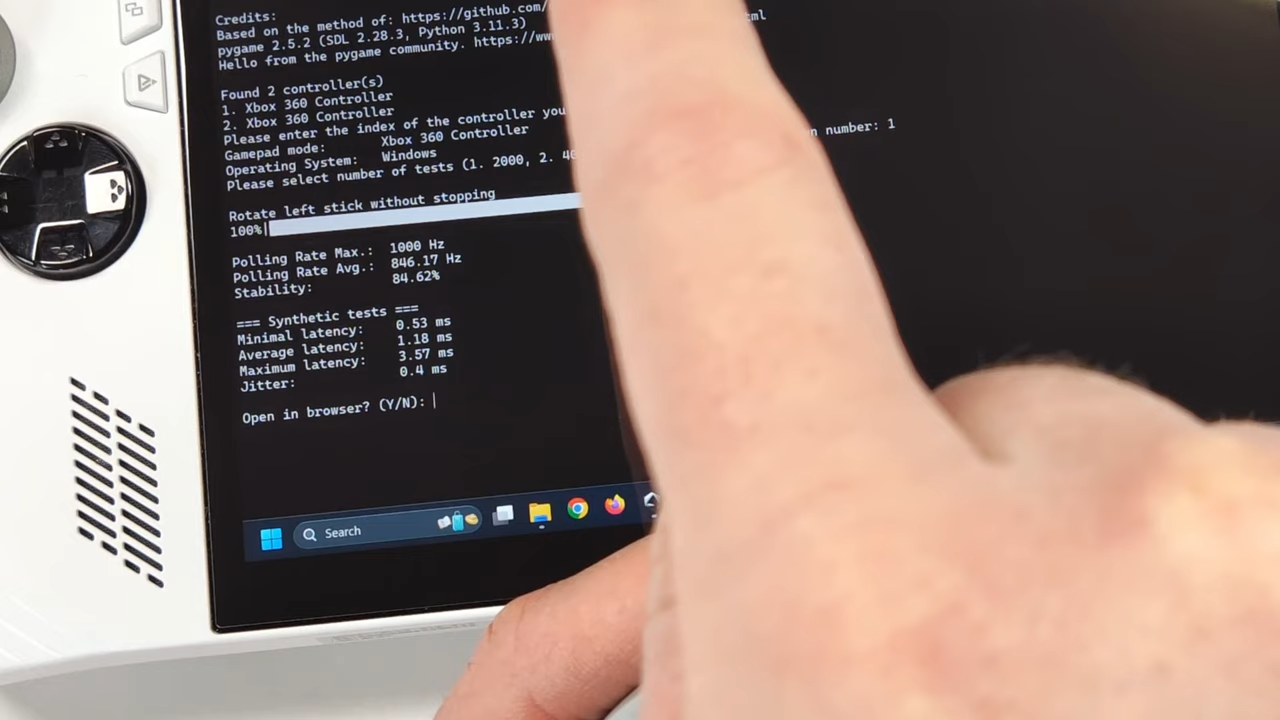 Credits:
Based on the method of: https://github.com/
pygame 2.5.2 (SDL 2.28.3, Python 3.11.3)
Hello from the pygame community. https://www
Found 2 controller(s)
1. Xbox 360 Controller
2. Xbox 360 Controller
Please enter the index of the controller you n number: 1
Gamepad mode: Xbox 360 Controller
Operating System: Windows
Please select number of tests (1. 2000, 2. 40
Rotate left stick without stopping
100%|
Polling Rate Max.: 1000 Hz
Polling Rate Avg.: 846.17 Hz
Stability: 84.62%
=== Synthetic tests ===
Minimal latency: 0.53 ms
Average latency: 1.18 ms
Maximum latency: 3.57 ms
Jitter: 0.4 ms
Open in browser? (Y/N):
Search